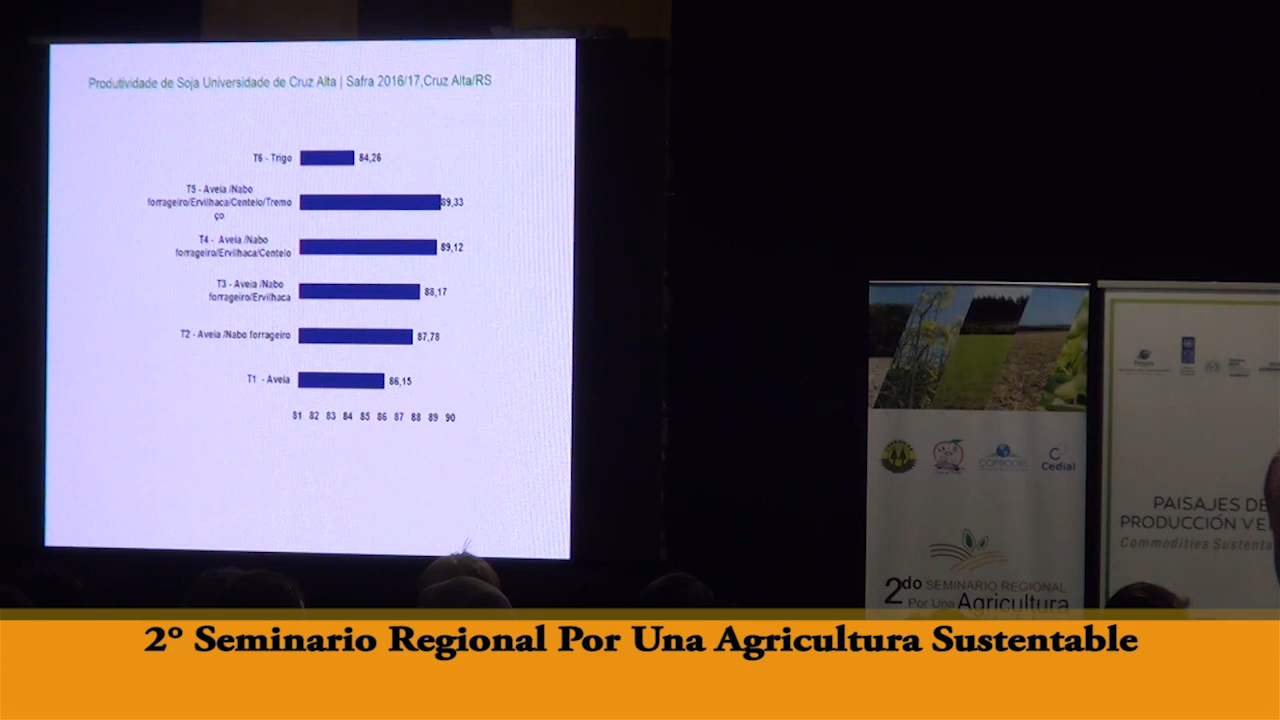 Produtividade de Soja Universidade de Cruz Alta | Safra 2016/17,Cruz Alta/RS
T6 - Trigo 84,26
T5 - Aveia /Nabo
forrageiro/Ervilhaca/Centeio/Tremo
ço 89,33
T4 - Aveia /Nabo
forrageiro/Ervilhaca/Centeio 89,12
T3 - Aveia /Nabo
forrageiro/Ervilhaca 88,17
T2 - Aveia /Nabo forrageiro 87,78
T1 - Aveia 86,15
81 82 83 84 85 86 87 88 89 90
Cedial
2do SEMINARIO REGIONAL
Por Una Agricultura
PAISAJES DE
PRODUCCIÓN VE
Commodities Sustenta
2º Seminario Regional Por Una Agricultura Sustentable